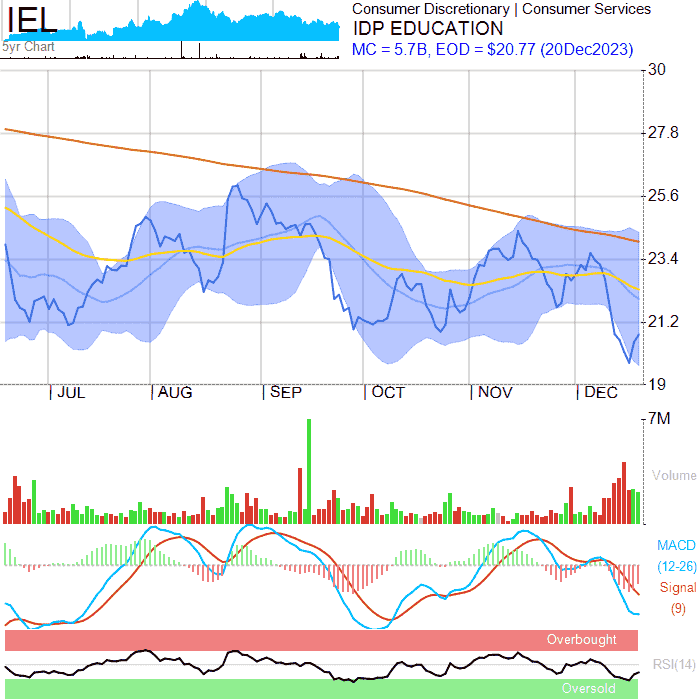 IEL
5yr Chart
Consumer Discretionary | Consumer Services
IDP EDUCATION
MC = 5.7B, EOD = $20.77 (20Dec2023)
30
27.8
25.6
23.4
21.2
19
JUL
AUG
SEP
OCT
NOV
DEC
7M
Volume
MACD
(12-26)
Signal
(9)
Overbought
RSI(14)
Oversold